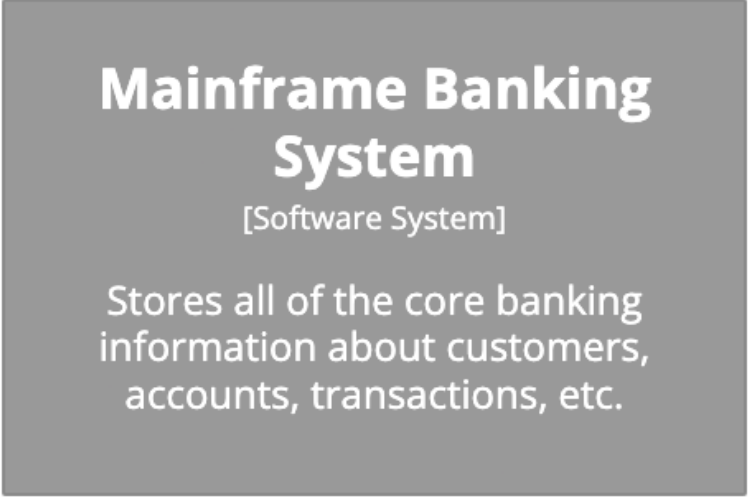 Mainframe Banking
System
[Software System]
Stores all of the core banking
information about customers,
accounts, transactions, etc.